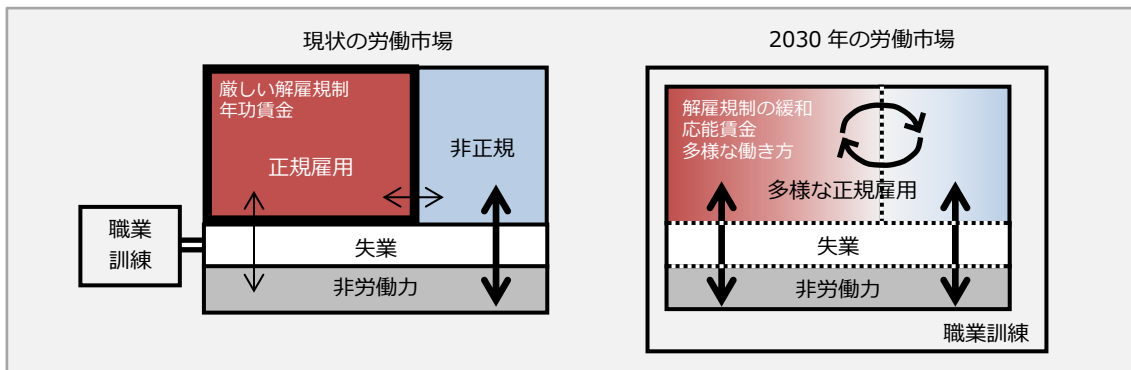 現状の労働市場
厳しい解雇規制
年功賃金
正規雇用
非正規
職業
訓練
失業
非労働力
2030 年の労働市場
解雇規制の緩和
応能賃金
多様な働き方
多様な正規雇用
失業
非労働力
職業訓練